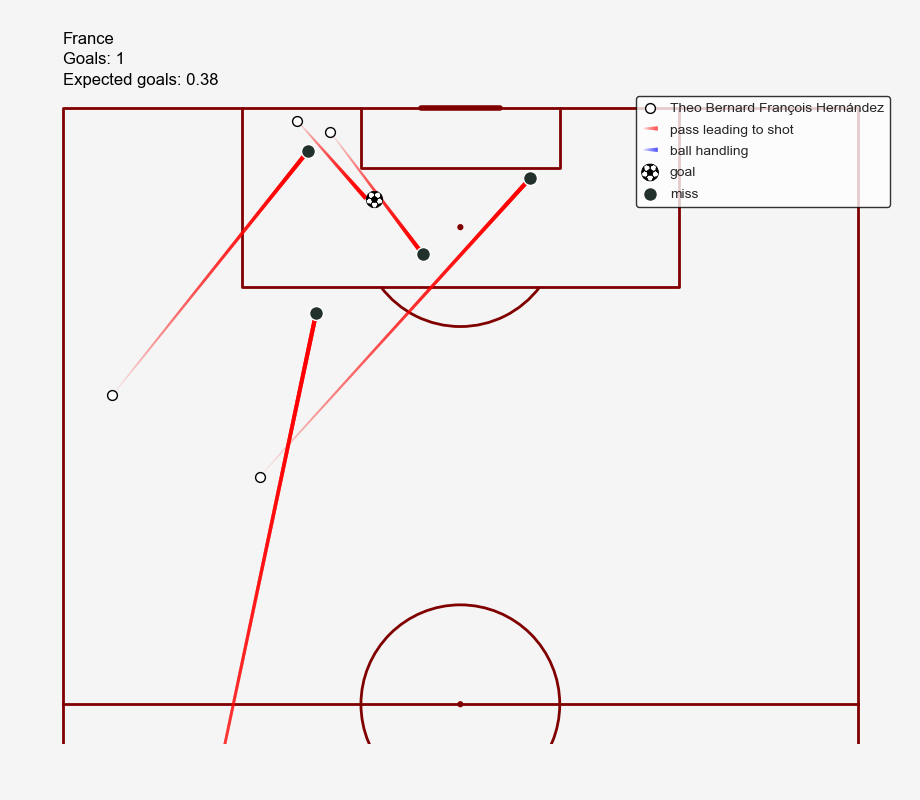 France
Goals: 1
Expected goals: 0.38
Theo Bernard François Hernández
pass leading to shot
ball handling
goal
miss